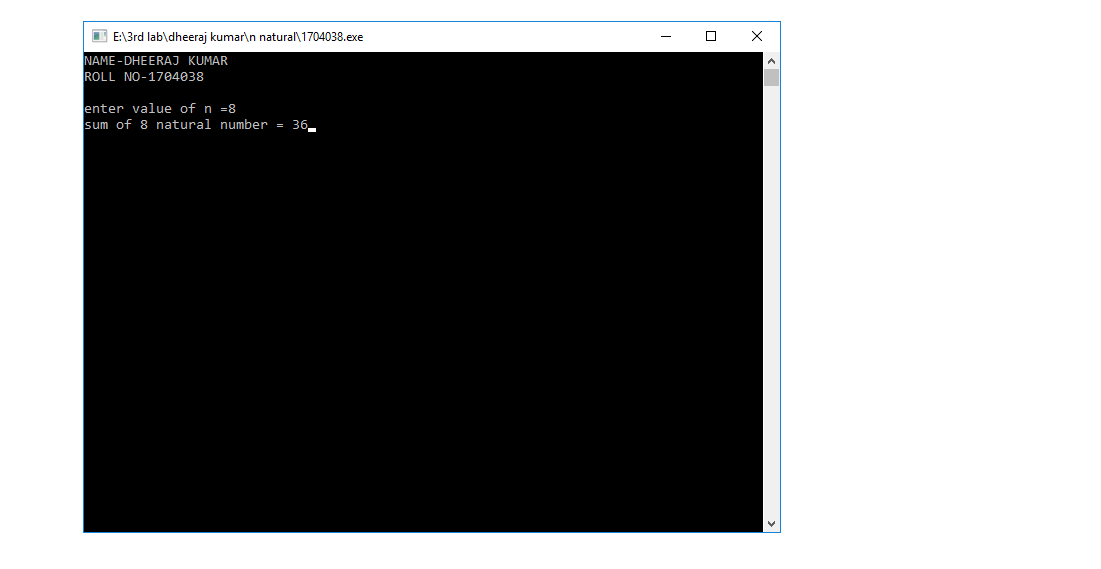 E:\3rd lab\dheeraj kumar\n natural\1704038.exe
NAME-DHEERAJ KUMAR
ROLL NO-1704038
enter value of n =8
sum of 8 natural number = 36